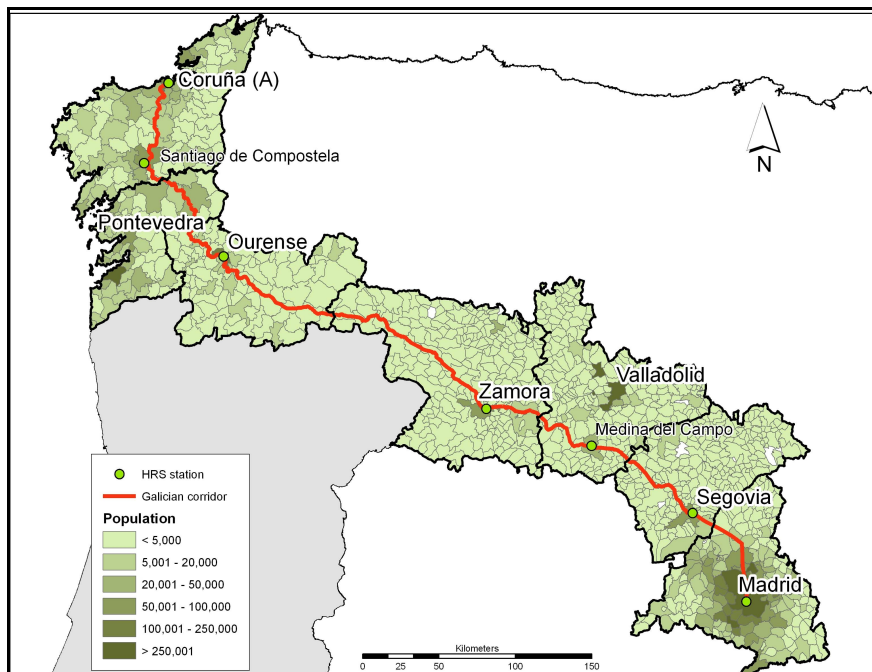 Coruña (A)
Santiago de Compostela
Pontevedra
Ourense
N
Zamora
Valladolid
Medina del Campo
Segovia
Madrid
HRS station
Galician corridor
Population
< 5,000
5,001 - 20,000
20,001 - 50,000
50,001 - 100,000
100,001 - 250,000
> 250,001
Kilometers
0 25 50 100 150